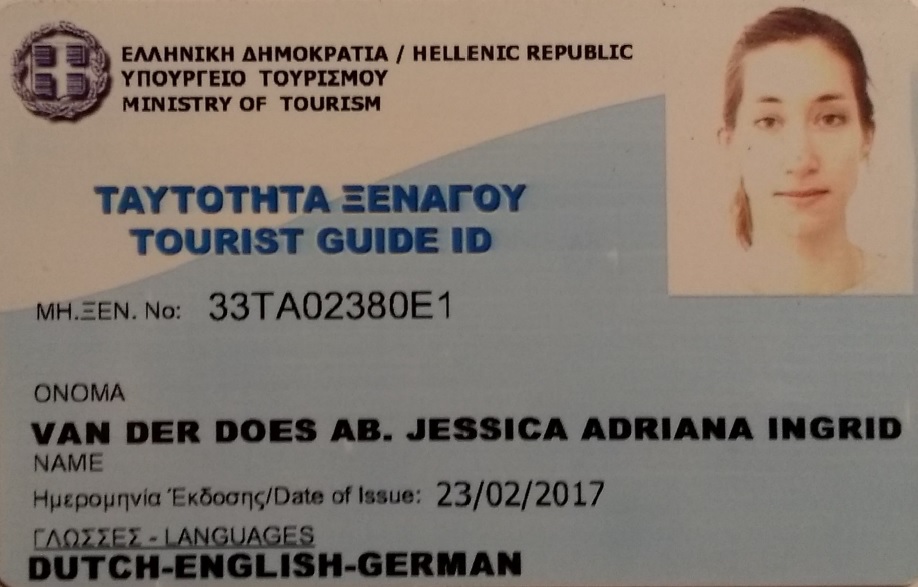 ΕΛΛΗΝΙΚΗ ΔΗΜΟΚΡΑΤΙΑ / HELLENIC REPUBLIC
ΥΠΟΥΡΓΕΙΟ ΤΟΥΡΙΣΜΟΥ
MINISTRY OF TOURISM
ΤΑΥΤΟΤΗΤΑ ΞΕΝΑΓΟΥ
TOURIST GUIDE ID
ΜΗ.ΞΕΝ. No: 33TA02380E1
ΟΝΟΜΑ
VAN DER DOES AB. JESSICA ADRIANA INGRID
NAME
Ημερομηνία Έκδοσης/Date of Issue: 23/02/2017
ΓΛΩΣΣΕΣ - LANGUAGES
DUTCH-ENGLISH-GERMAN